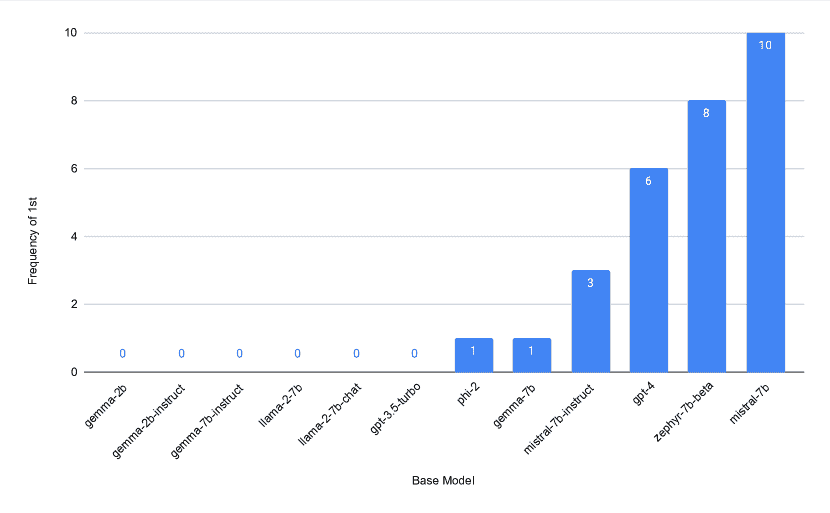 10
8
6
4
2
0
Frequency of 1st
0
0
0
0
0
0
1
1
3
6
8
10
gemma-2b
gemma-2b-instruct
gemma-7b-instruct
llama-2-7b
llama-2-7b-chat
gpt-3.5-turbo
phi-2
gemma-7b
mistral-7b-instruct
gpt-4
zephyr-7b-beta
mistral-7b
Base Model